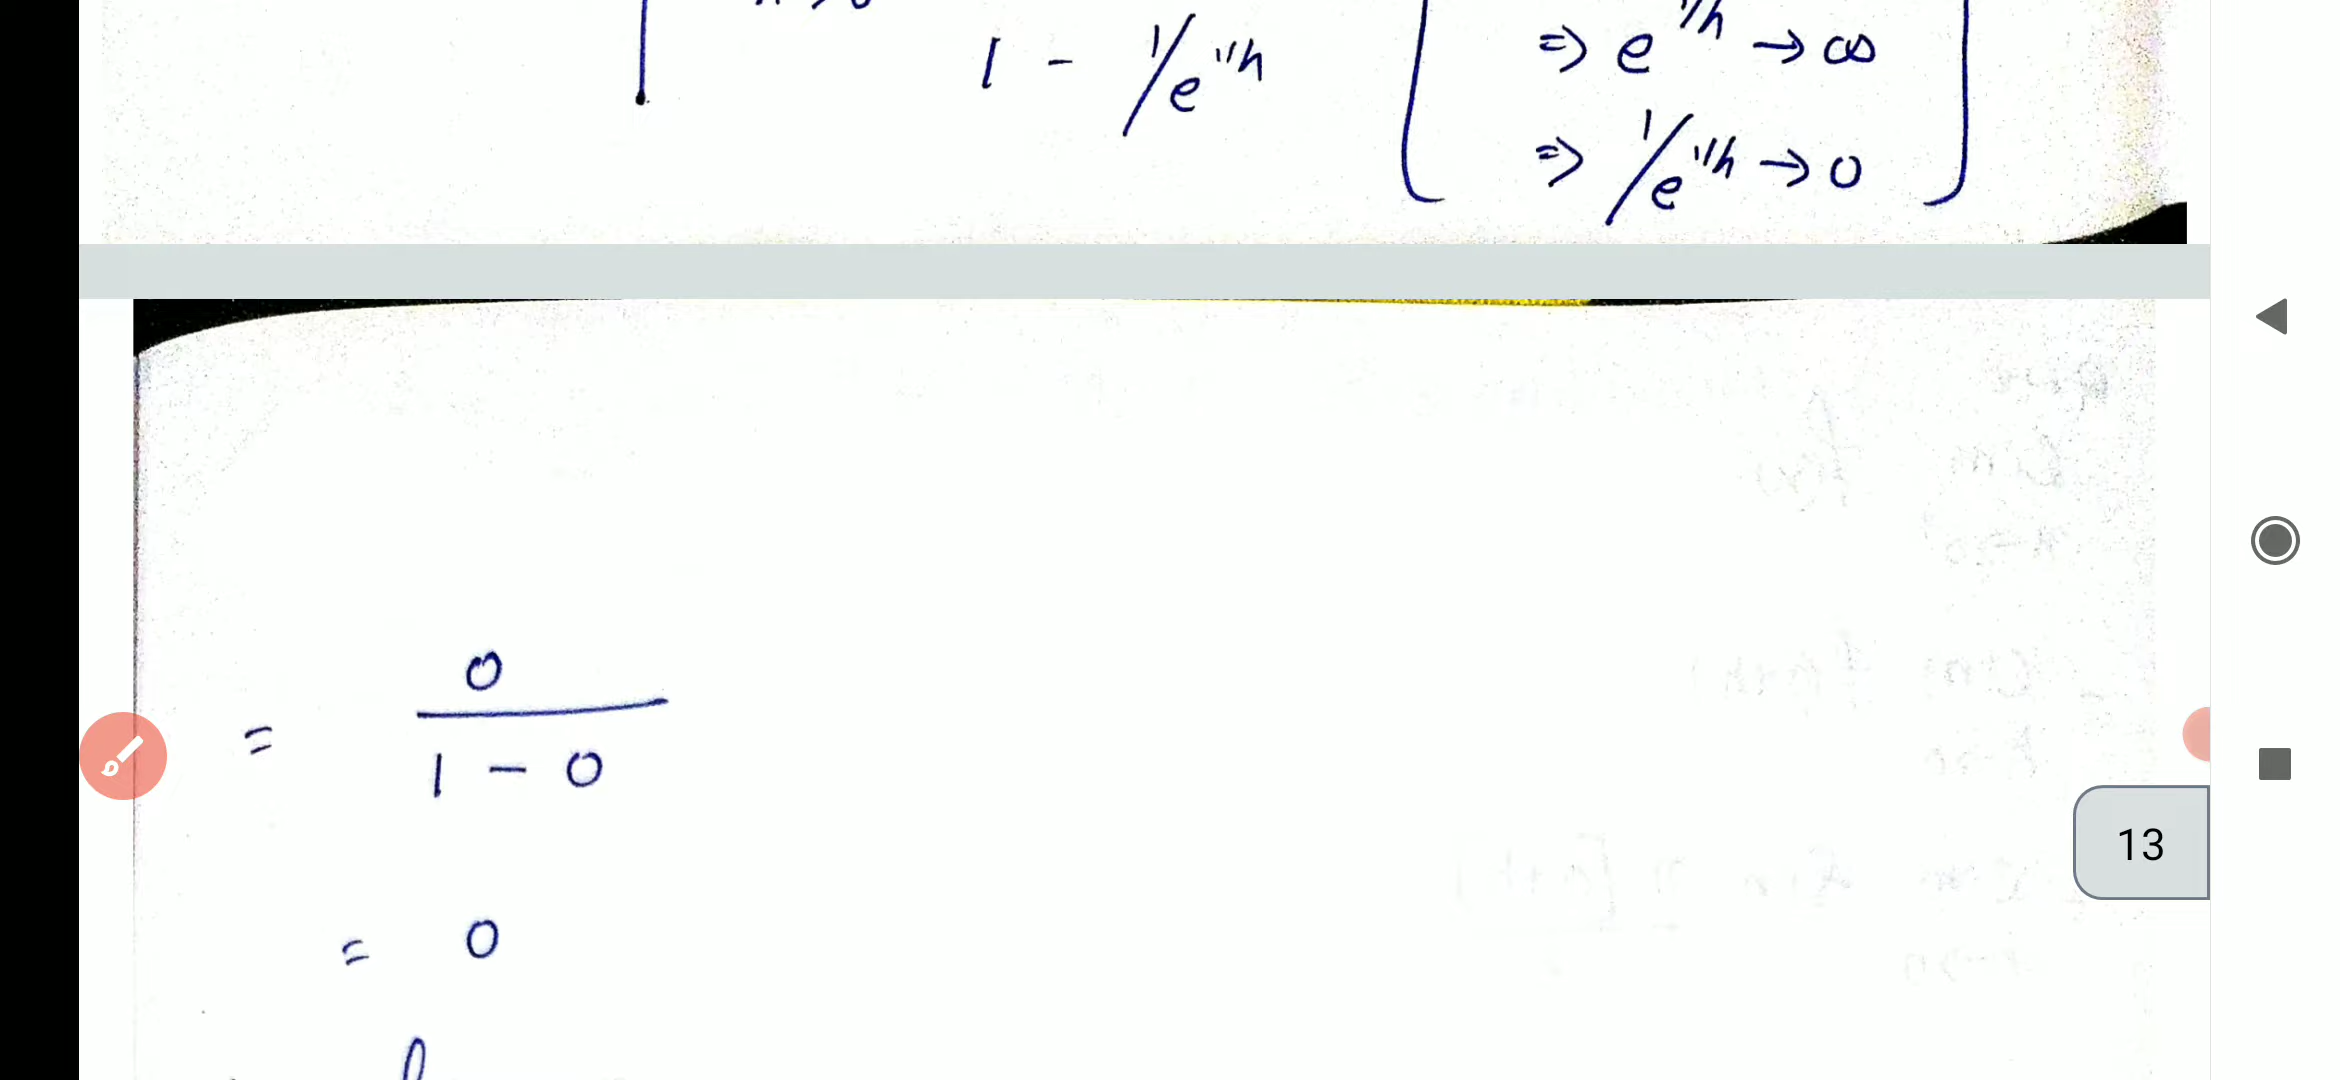 1 - 1/e^{1/h}
⇒ e^{1/h} → ∞
⇒ 1/e^{1/h} → 0
= 0
1 - 0
= 0
13